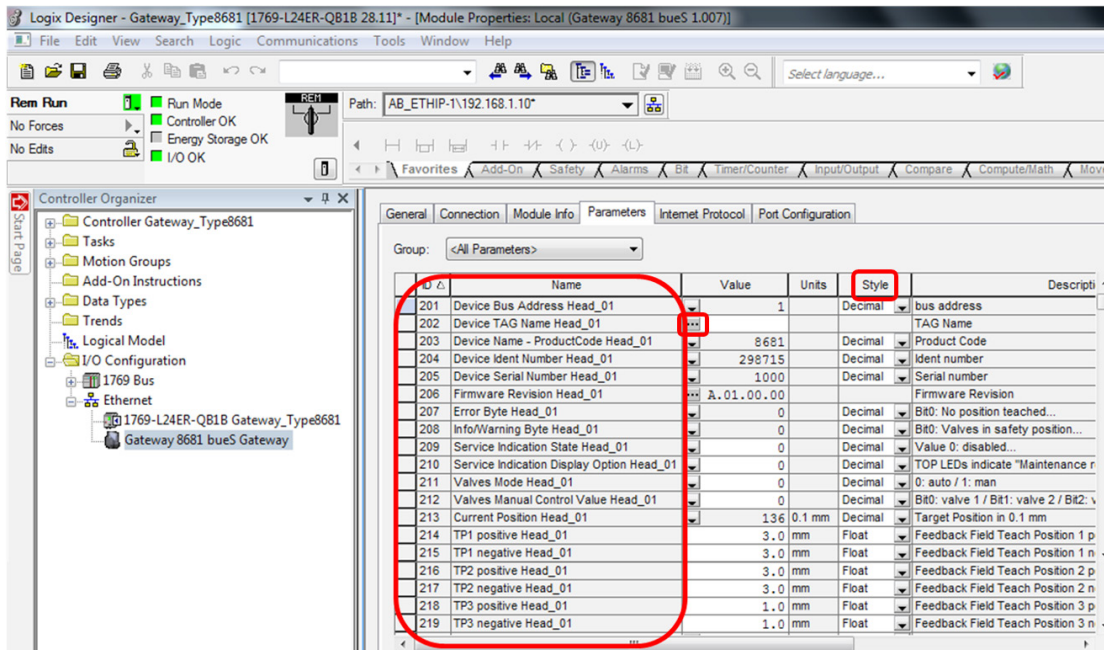 Logix Designer - Gateway_Type8681 [1769-L24ER-QB1B 28.11]* - [Module Properties: Local (Gateway 8681 bueS 1.007)]
File Edit View Search Logic Communications Tools Window Help
Select language...
Rem Run
Run Mode
REM
Path: AB_ETHIP-1\192.168.1.10*
No Forces
Controller OK
Energy Storage OK
No Edits
I/O OK
Favorites Add-On Safety Alarms Bit Timer/Counter Input/Output Compare Compute/Math Mov
Start Page
Controller Organizer
Controller Gateway_Type8681
Tasks
Motion Groups
Add-On Instructions
Data Types
Trends
Logical Model
I/O Configuration
1769 Bus
Ethernet
1769-L24ER-QB1B Gateway_Type8681
Gateway 8681 bueS Gateway
General Connection Module Info Parameters Internet Protocol Port Configuration
Group: <All Parameters>
ID Name Value Units Style Descripti
201 Device Bus Address Head_01 1 Decimal bus address
202 Device TAG Name Head_01 ... TAG Name
203 Device Name - ProductCode Head_01 8681 Decimal Product Code
204 Device Ident Number Head_01 298715 Decimal Ident number
205 Device Serial Number Head_01 1000 Decimal Serial number
206 Firmware Revision Head_01 ... A.01.00.00 Firmware Revision
207 Error Byte Head_01 0 Decimal Bit0: No position teached...
208 Info/Warning Byte Head_01 0 Decimal Bit0: Valves in safety position...
209 Service Indication State Head_01 0 Decimal Value 0: disabled...
210 Service Indication Display Option Head_01 0 Decimal TOP LEDs indicate "Maintenance r
211 Valves Mode Head_01 0 Decimal 0: auto / 1: man
212 Valves Manual Control Value Head_01 0 Decimal Bit0: valve 1 / Bit1: valve 2 / Bit2: v
213 Current Position Head_01 136 0.1 mm Decimal Target Position in 0.1 mm
214 TP1 positive Head_01 3.0 mm Float Feedback Field Teach Position 1 p
215 TP1 negative Head_01 3.0 mm Float Feedback Field Teach Position 1 n
216 TP2 positive Head_01 3.0 mm Float Feedback Field Teach Position 2 p
217 TP2 negative Head_01 3.0 mm Float Feedback Field Teach Position 2 n
218 TP3 positive Head_01 1.0 mm Float Feedback Field Teach Position 3 p
219 TP3 negative Head_01 1.0 mm Float Feedback Field Teach Position 3 n